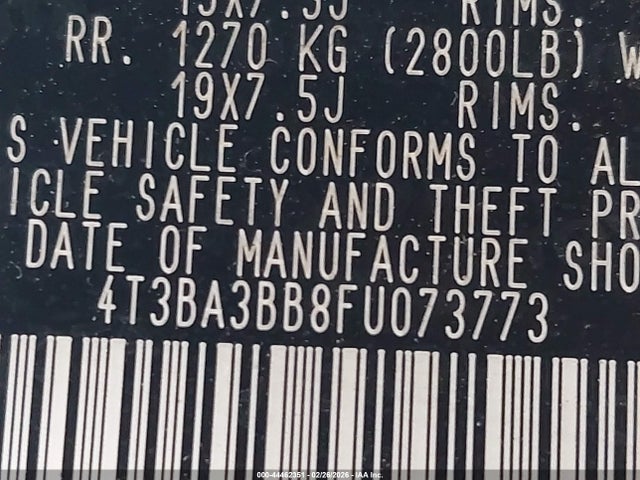 RIMS.
RR. 1270 KG (2800LB)
19X7.5J RIMS.
S VEHICLE CONFORMS TO AL
ICLE SAFETY AND THEFT PR
DATE OF MANUFACTURE SHO
4T3BA3BB8FU073773
000-44462351 - 02/26/2026 - IAA Inc.